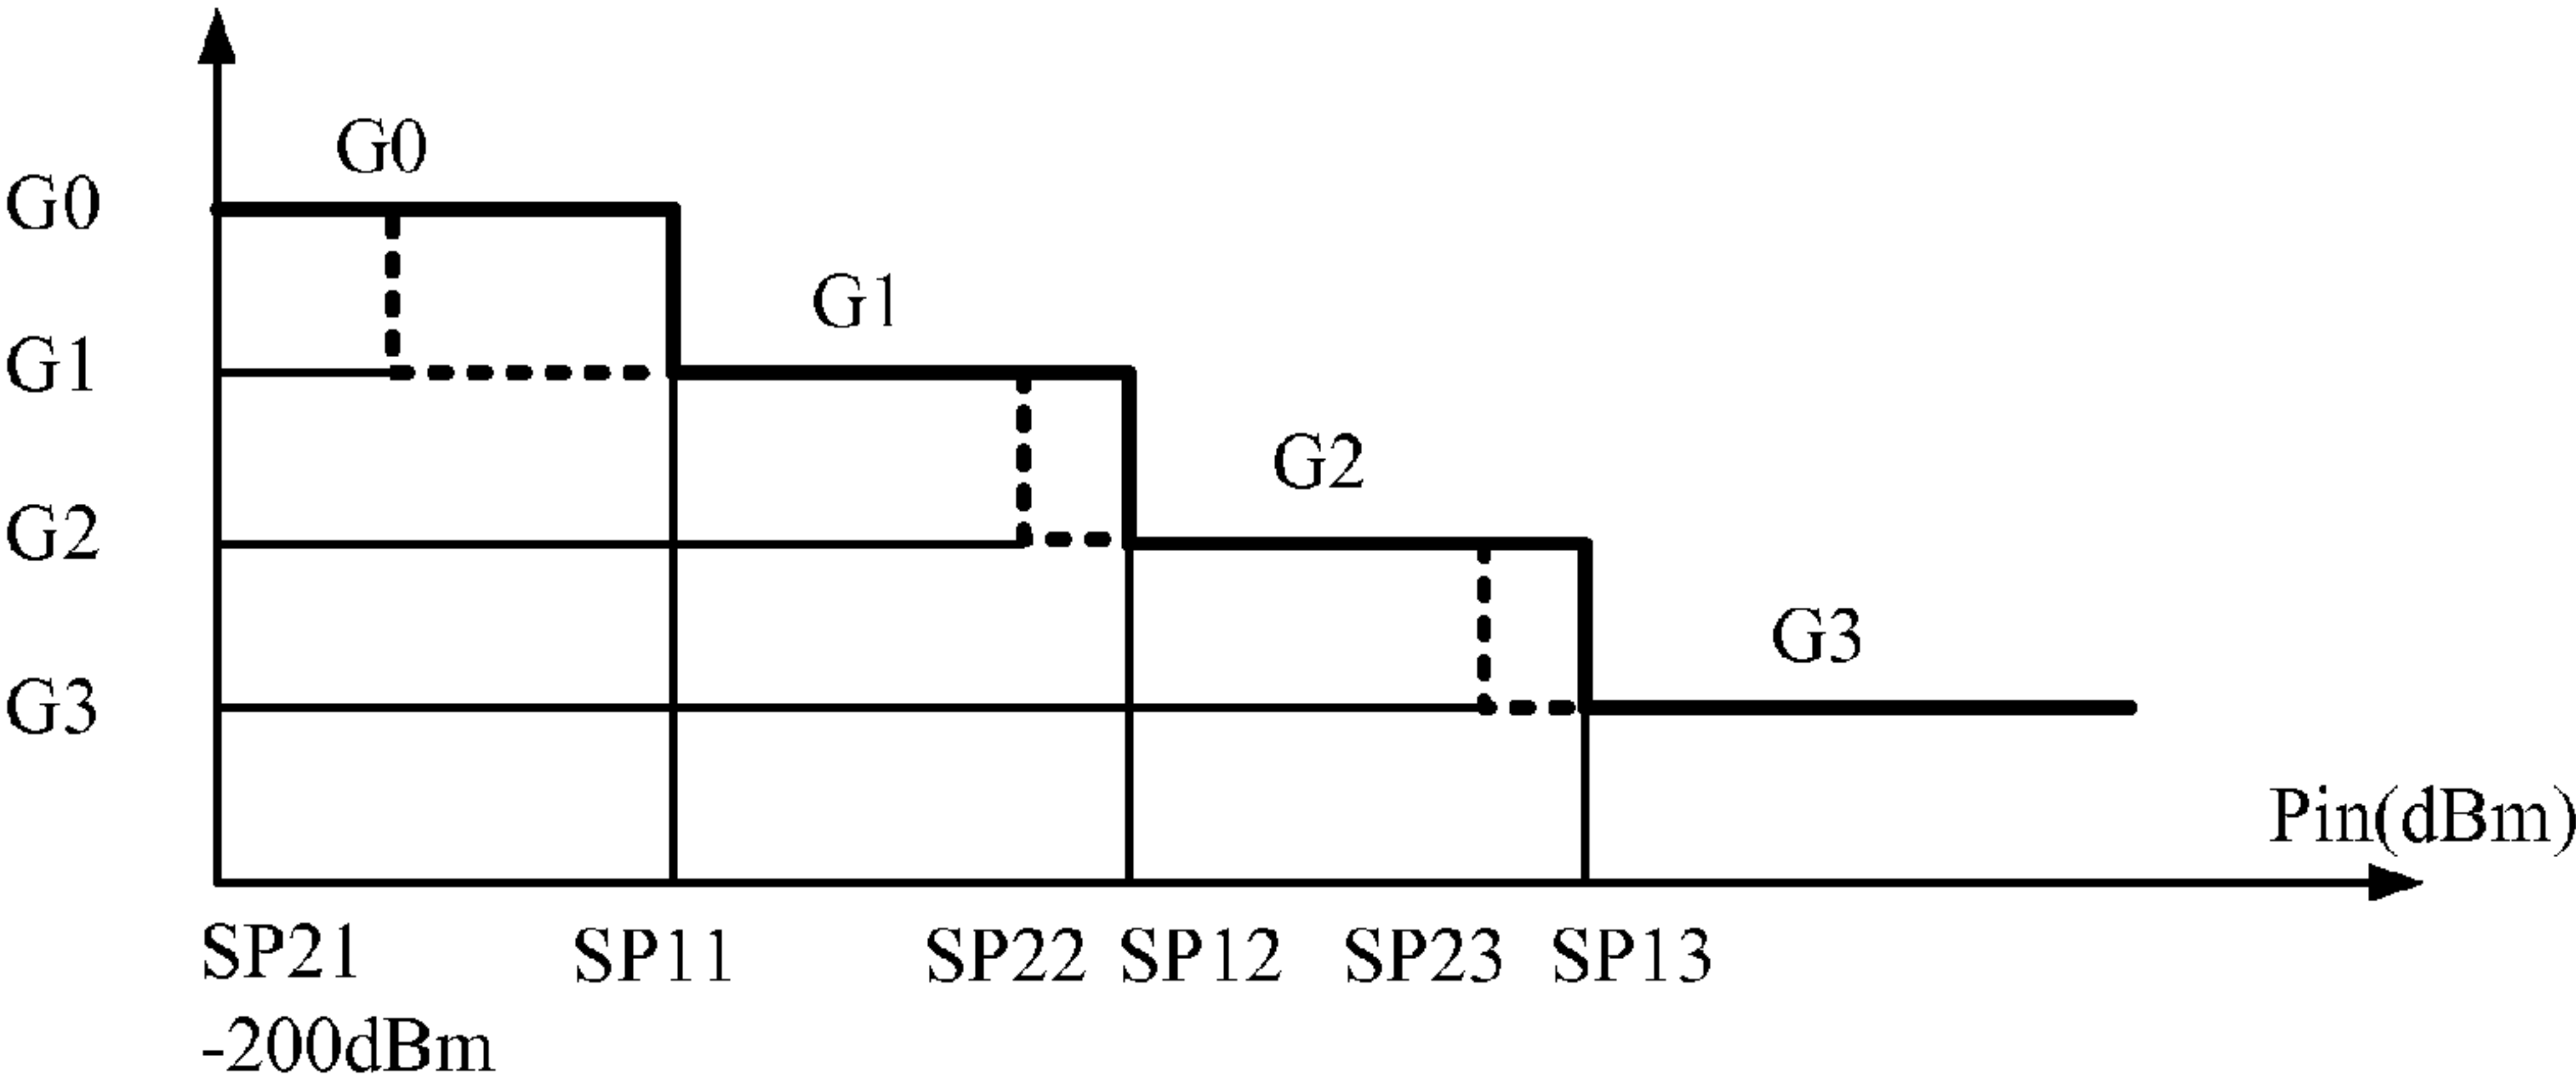 G0
G0
G1
G1
G2
G2
G3
G3
Pin(dBm)
SP21 SP11 SP22 SP12 SP23 SP13
-200dBm